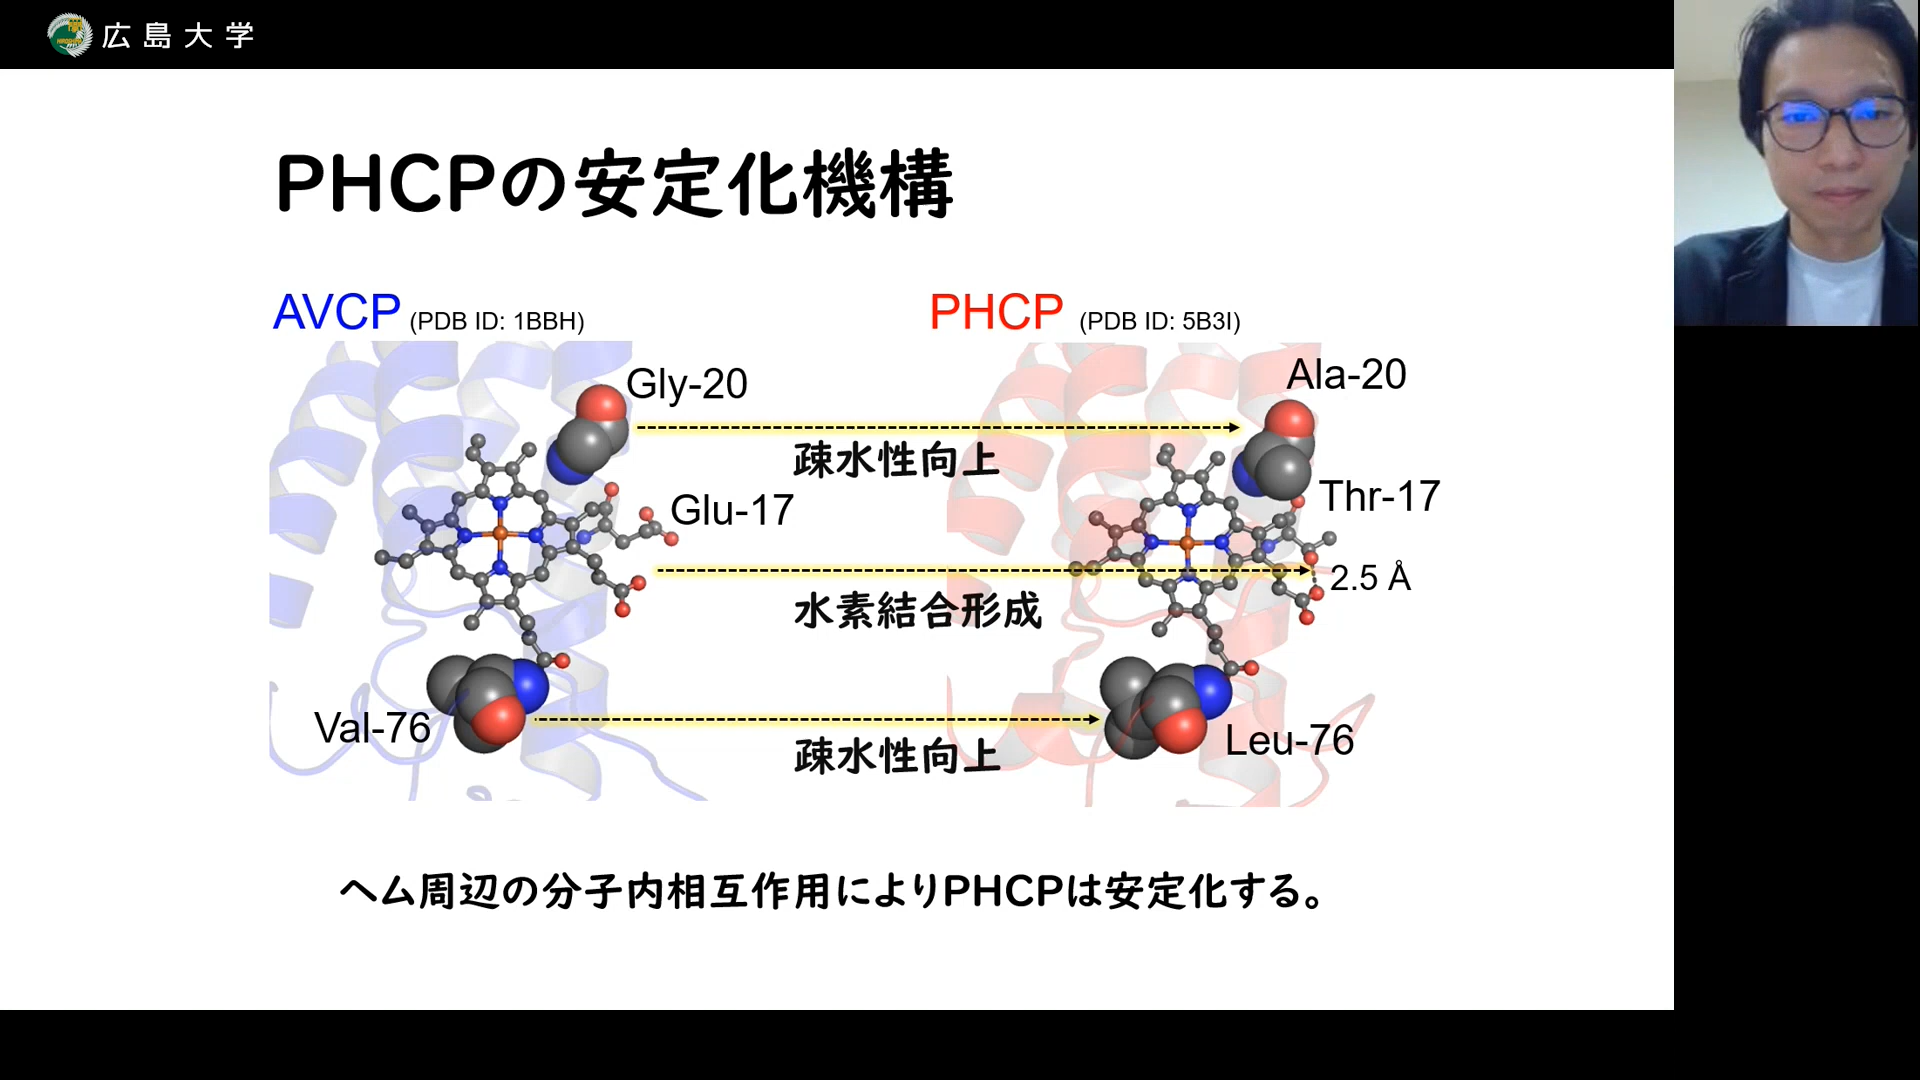 広島大学
PHCPの安定化機構
AVCP (PDB ID: 1BBH)
PHCP (PDB ID: 5B3I)
Gly-20
Ala-20
疎水性向上
Glu-17
Thr-17
2.5 Å
水素結合形成
Val-76
Leu-76
疎水性向上
ヘム周辺の分子内相互作用によりPHCPは安定化する。